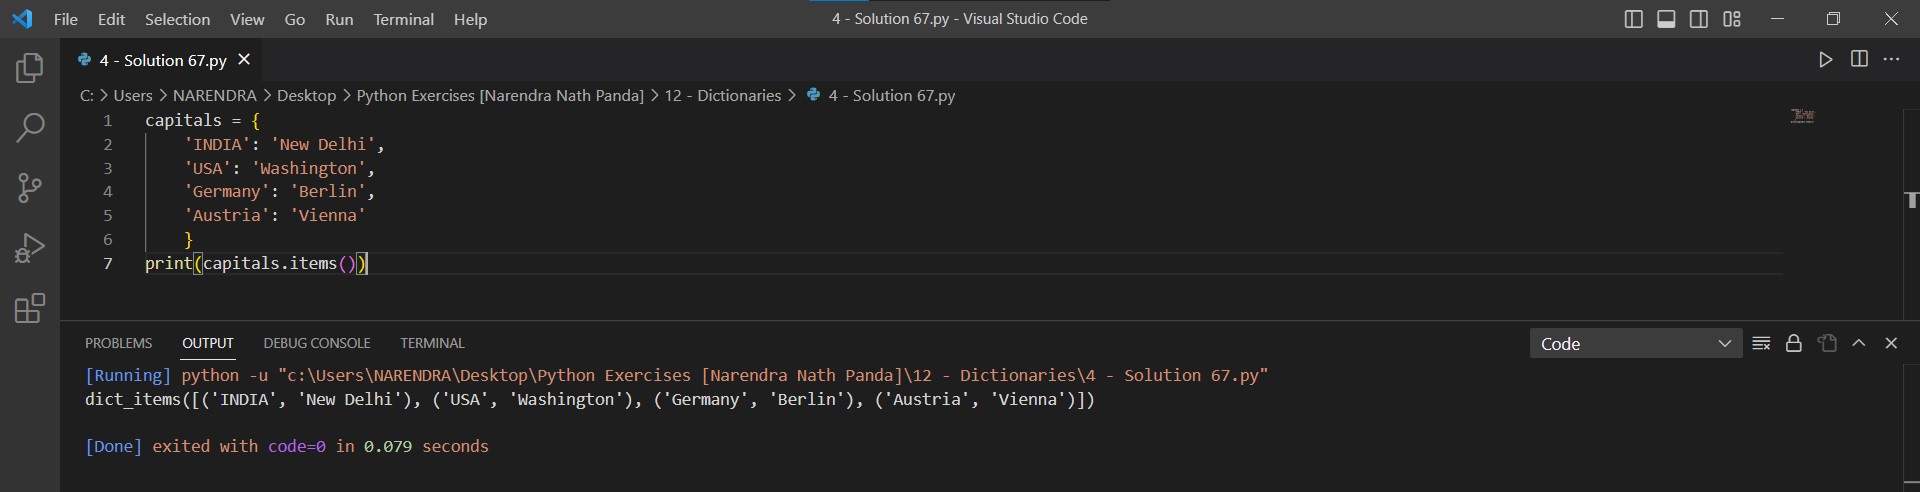 File Edit Selection View Go Run Terminal Help 4 - Solution 67.py - Visual Studio Code
4 - Solution 67.py
C: > Users > NARENDRA > Desktop > Python Exercises [Narendra Nath Panda] > 12 - Dictionaries > 4 - Solution 67.py
1 capitals = {
2 'INDIA': 'New Delhi',
3 'USA': 'Washington',
4 'Germany': 'Berlin',
5 'Austria': 'Vienna'
6 }
7 print(capitals.items())
PROBLEMS OUTPUT DEBUG CONSOLE TERMINAL Code
[Running] python -u "c:\Users\NARENDRA\Desktop\Python Exercises [Narendra Nath Panda]\12 - Dictionaries\4 - Solution 67.py"
dict_items([('INDIA', 'New Delhi'), ('USA', 'Washington'), ('Germany', 'Berlin'), ('Austria', 'Vienna')])
[Done] exited with code=0 in 0.079 seconds